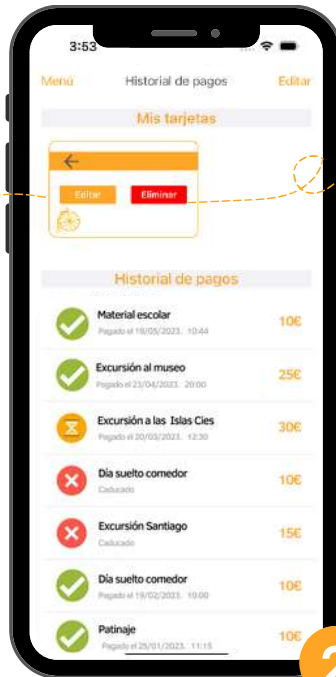 3:53
Menú Historial de pagos Editar
Mis tarjetas
Editar Eliminar
Historial de pagos
Material escolar
Pagado el 19/05/2023. 10:44
10€
Excursión al museo
Pagado el 23/04/2023. 20:00
25€
Excursión a las Islas Cies
Pagado el 20/03/2023. 12:30
30€
Día suelto comedor
Caducado
10€
Excursión Santiago
Caducado
15€
Día suelto comedor
Pagado el 19/02/2023. 10:00
10€
Patinaje
Pagado el 25/01/2023. 11:15
10€